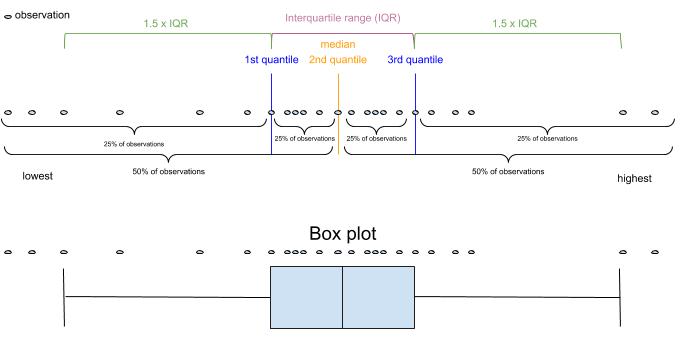 observation
1.5 x IQR
Interquartile range (IQR)
1.5 x IQR
median
1st quantile
2nd quantile
3rd quantile
25% of observations
25% of observations
25% of observations
25% of observations
50% of observations
50% of observations
lowest
highest
Box plot